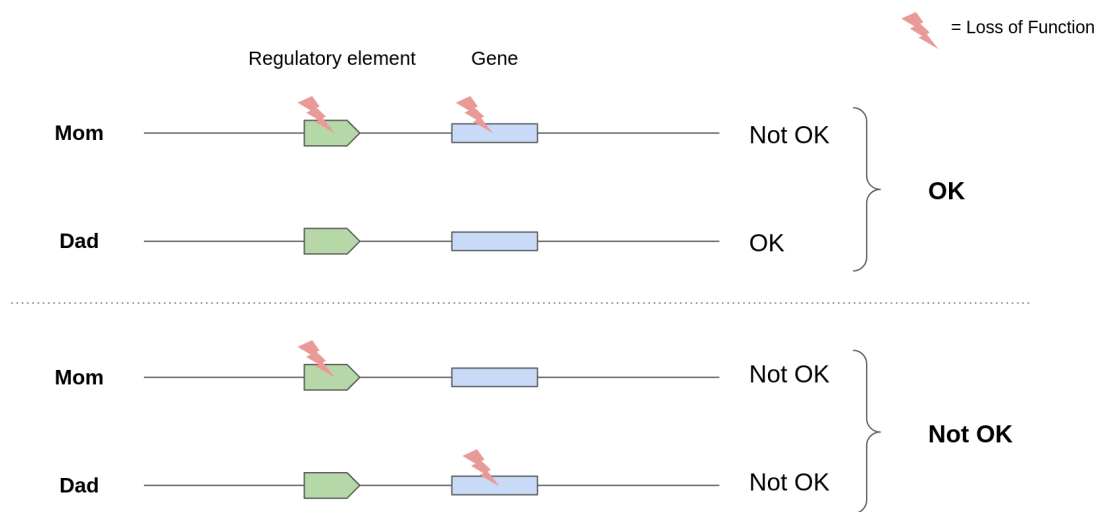 = Loss of Function
Regulatory element Gene
Mom Not OK
OK
Dad OK
Mom Not OK
Not OK
Dad Not OK